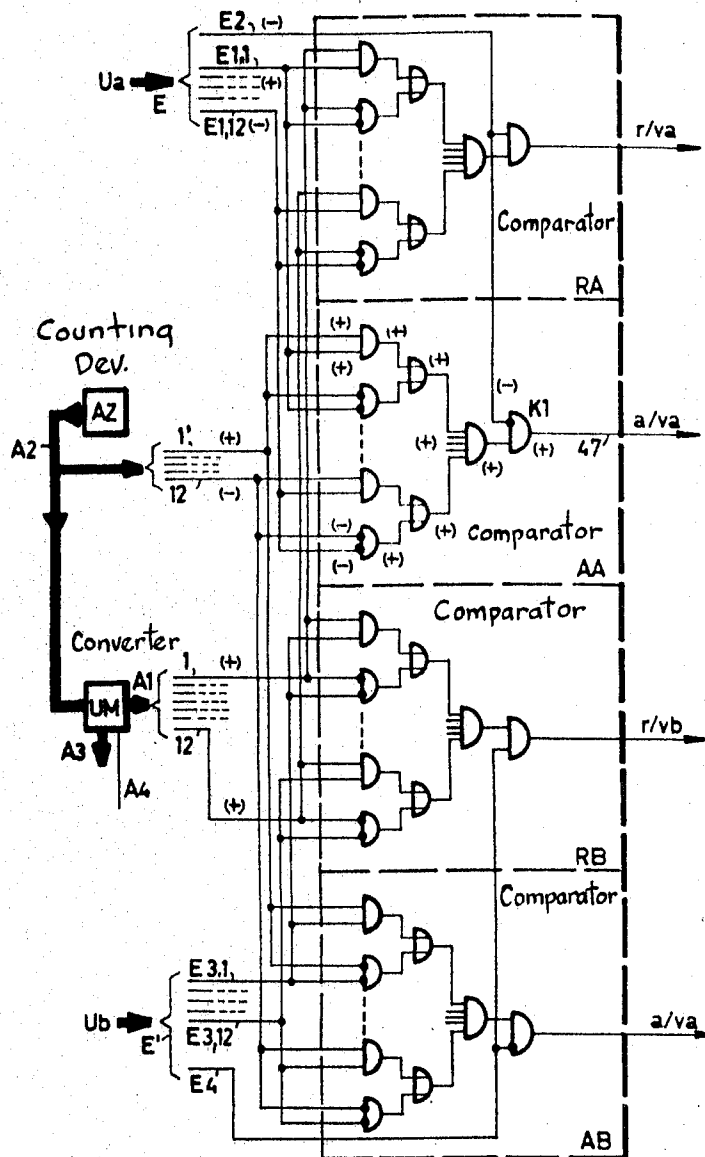 E2, (-)
E1,1,
Ua
E
(+)
E1,12 (-)
r/va
Comparator
RA
Counting
Dev.
AZ
A2
1', (+)
12' (-)
(+)
(+)
(+)
(+)
(+)
(+)
(-)
K1
(+)
47'
a/va
(-)
(-)
(+)
(+)
Comparator
AA
Comparator
Converter
1, (+)
A1
UM
12'
A3
A4
(+)
r/vb
RB
Comparator
E3,1,
Ub
E'
E3,12'
E4'
a/va
AB